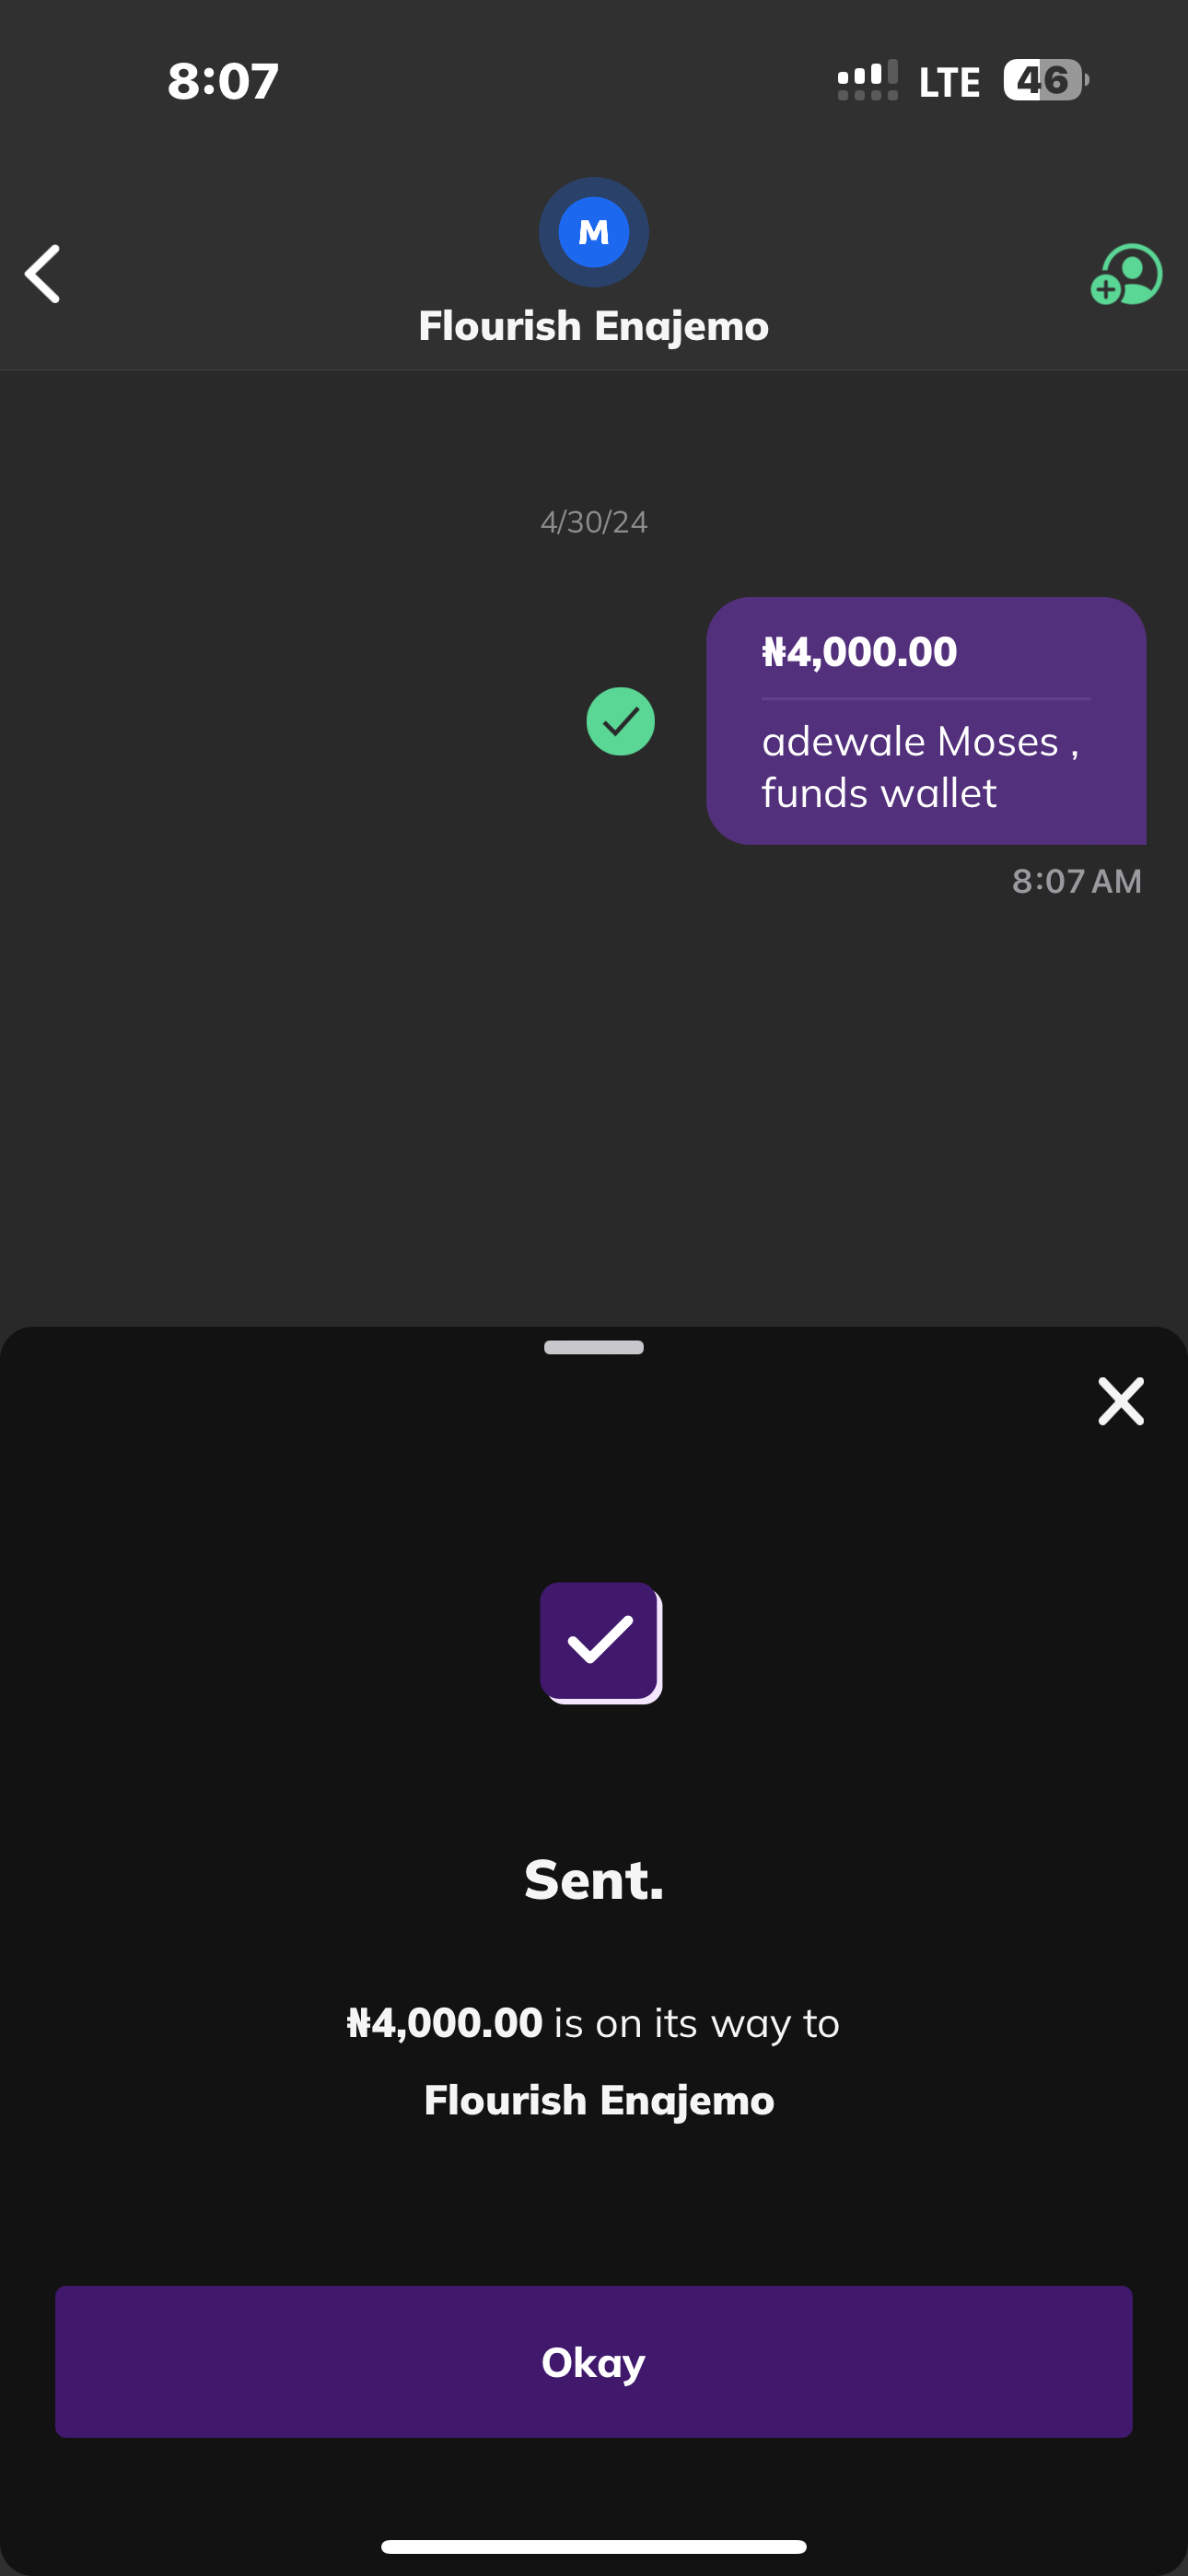 8:07
LTE
46
M
Flourish Enajemo
4/30/24
₦4,000.00
adewale Moses ,
funds wallet
8:07 AM
Sent.
₦4,000.00 is on its way to
Flourish Enajemo
Okay